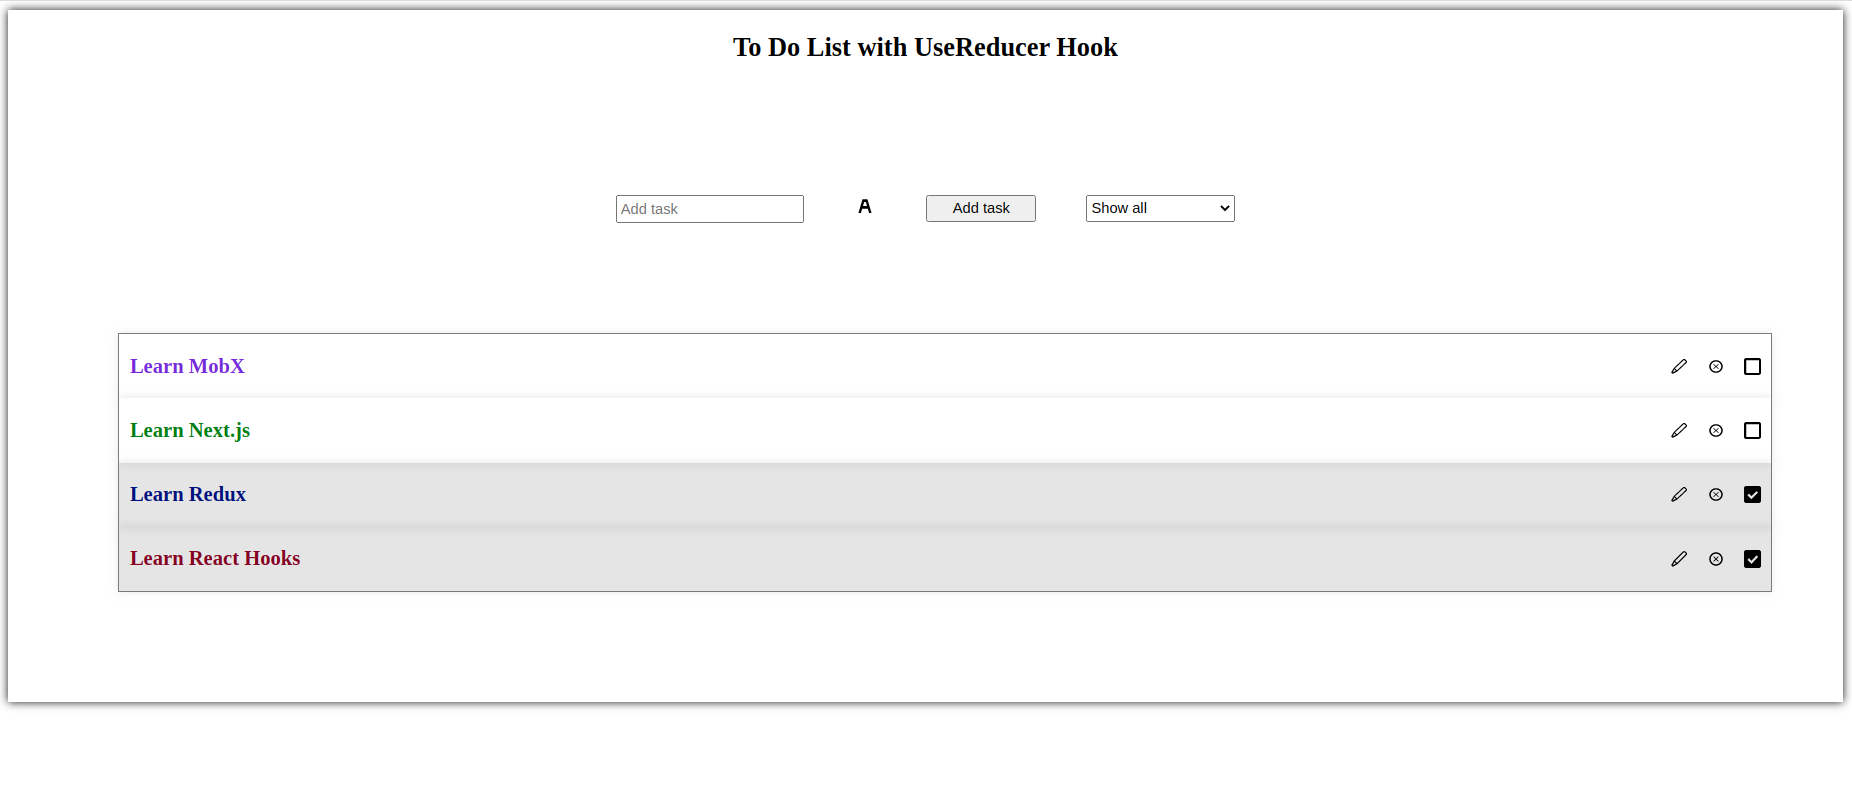 To Do List with UseReducer Hook
Add task A Add task Show all
Learn MobX
Learn Next.js
Learn Redux
Learn React Hooks